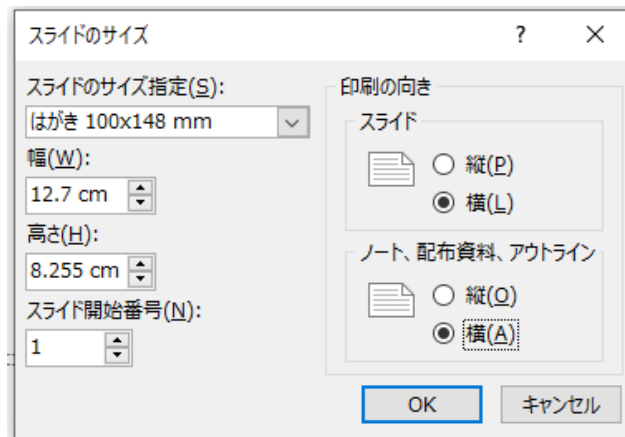 スライドのサイズ
?
×
スライドのサイズ指定(S):
はがき 100x148 mm
幅(W):
12.7 cm
高さ(H):
8.255 cm
スライド開始番号(N):
1
印刷の向き
スライド
縦(P)
横(L)
ノート、配布資料、アウトライン
縦(O)
横(A)
OK
キャンセル